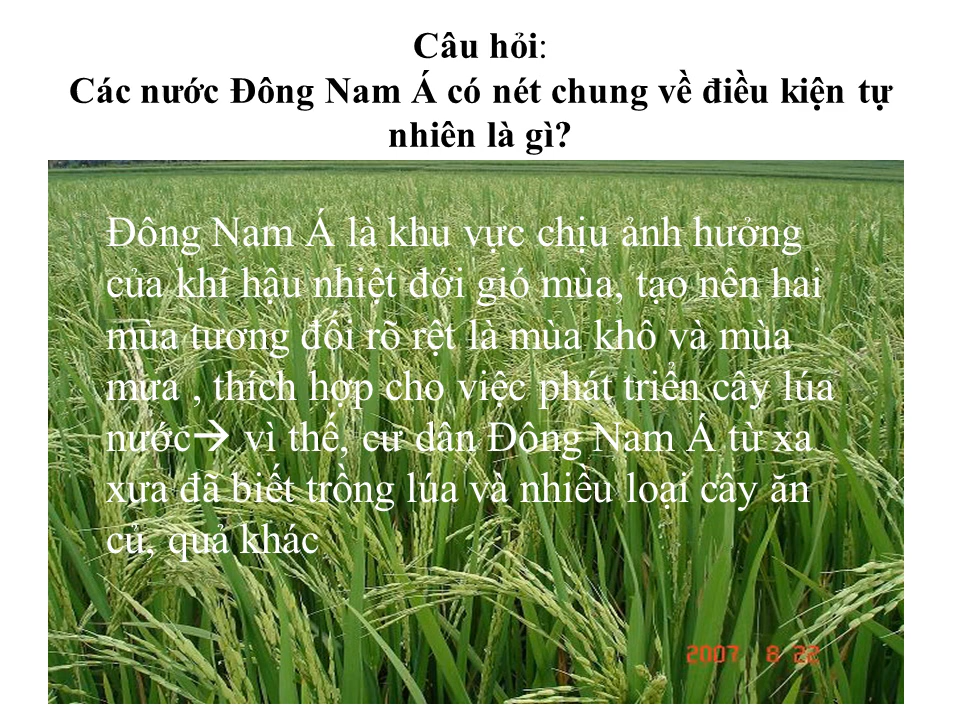 Câu hỏi:
Các nước Đông Nam Á có nét chung về điều kiện tự
nhiên là gì?
Đông Nam Á là khu vực chịu ảnh hưởng
của khí hậu nhiệt đới gió mùa, tạo nên hai
mùa tương đối rõ rệt là mùa khô và mùa
mưa , thích hợp cho việc phát triển cây lúa
nước→ vì thế, cư dân Đông Nam Á từ xa
xưa đã biết trồng lúa và nhiều loại cây ăn
củ, quả khác
2007 8 22